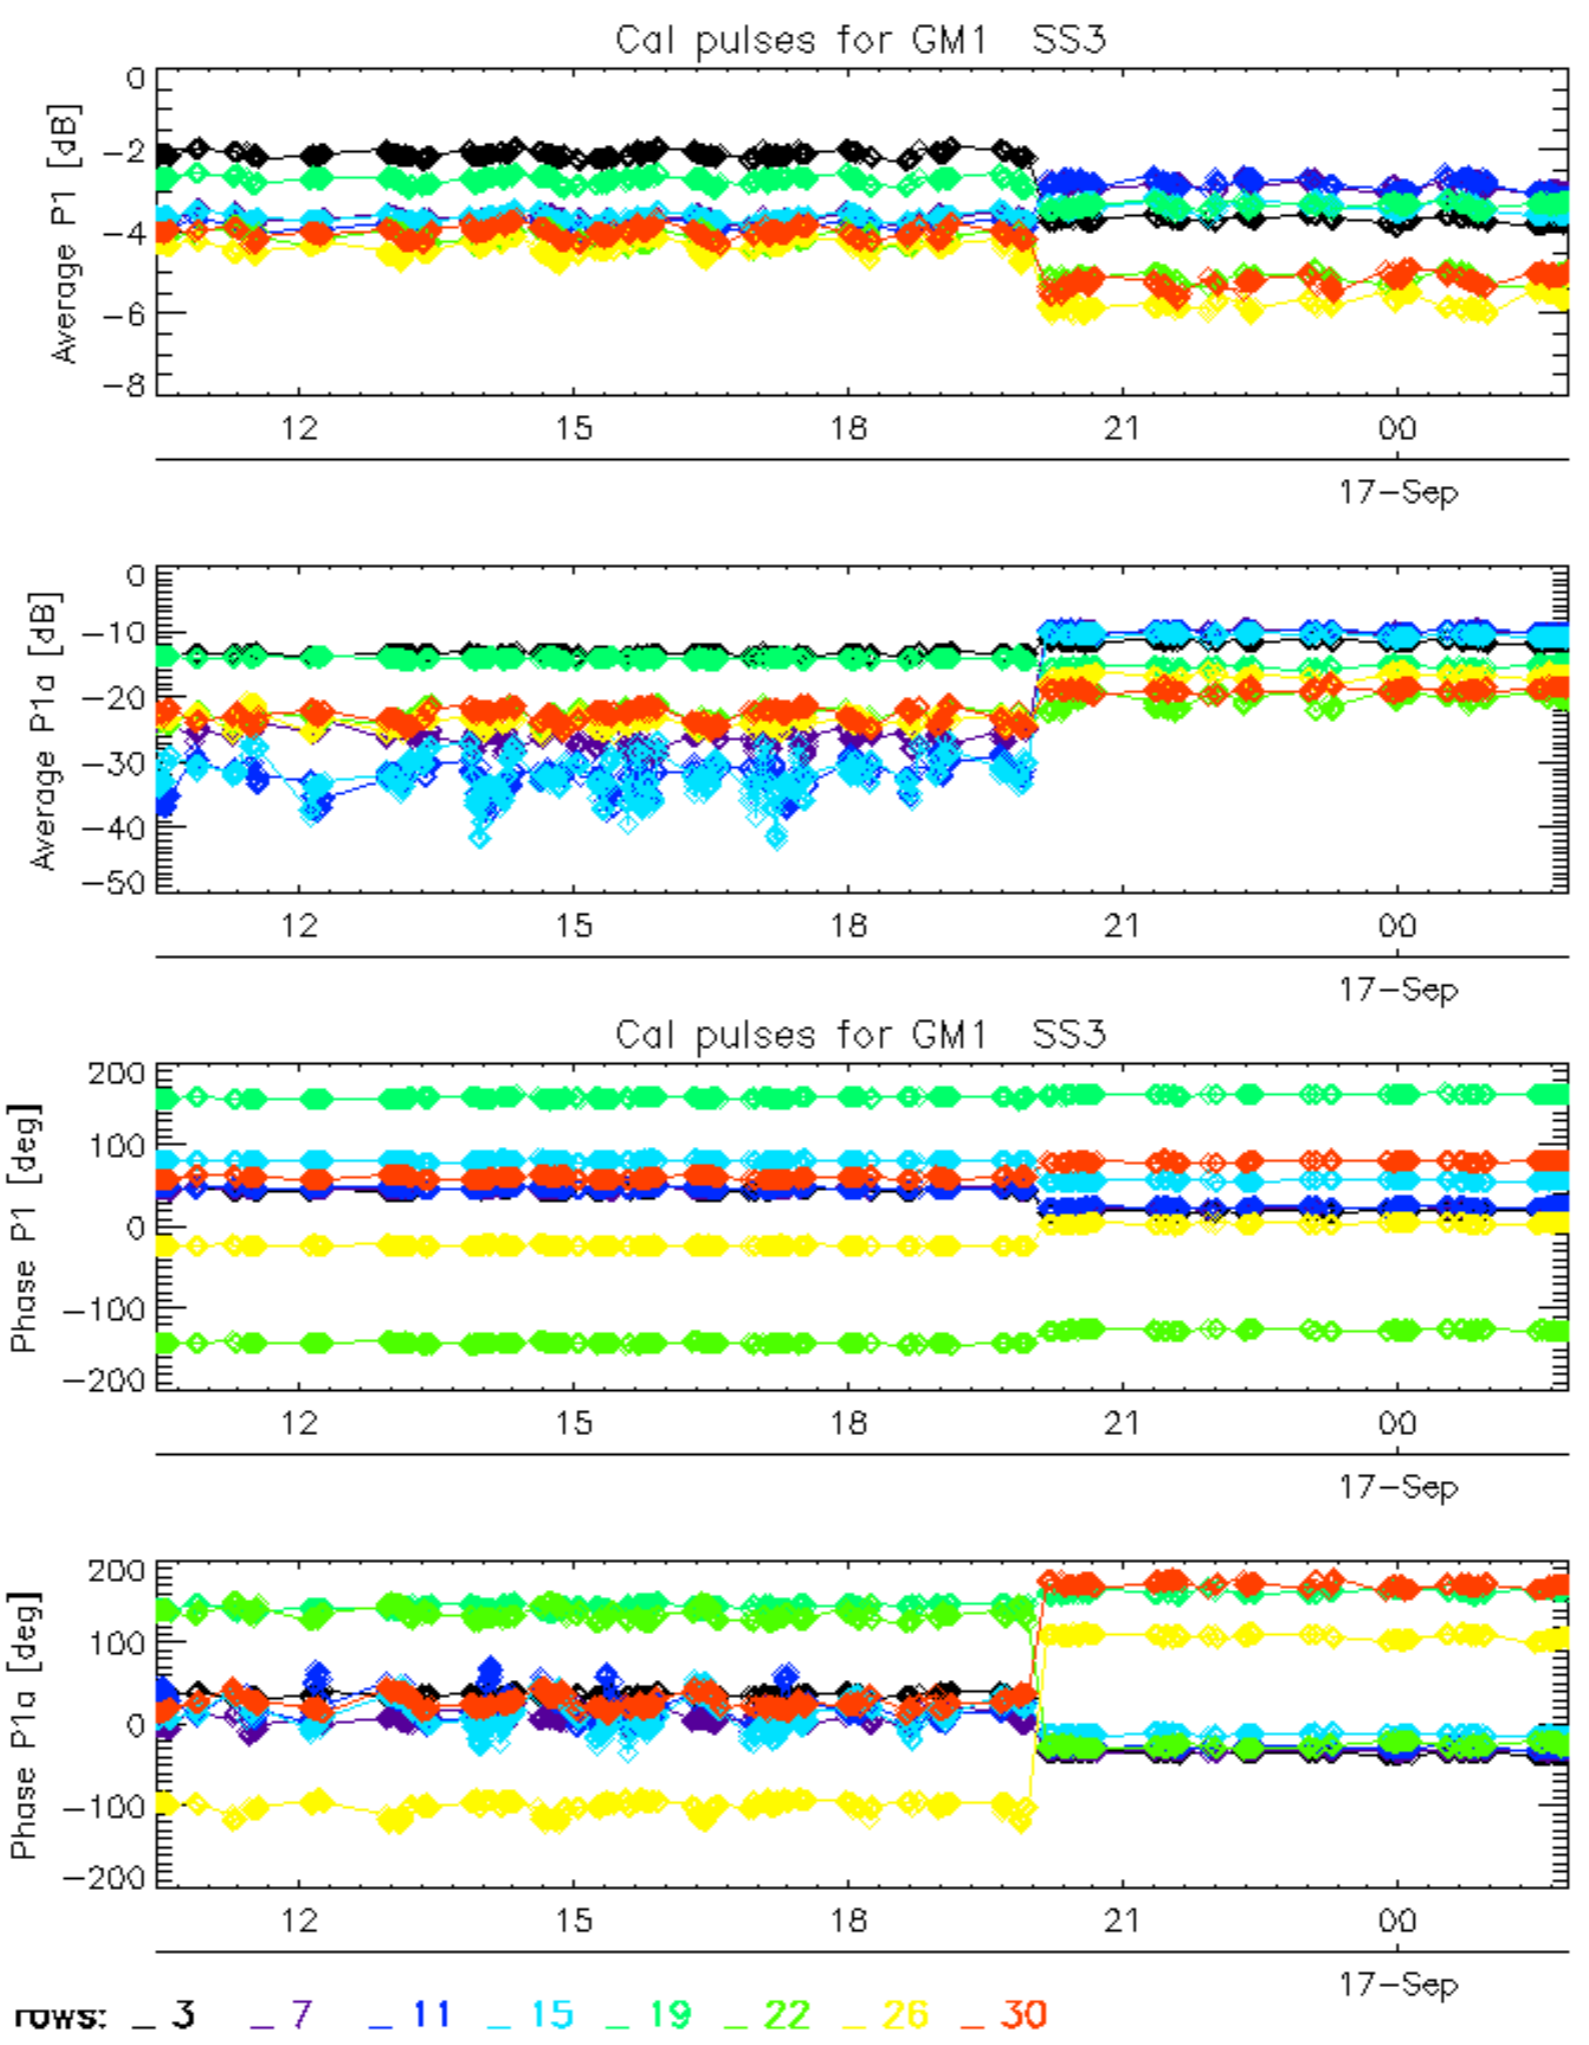 Cal pulses for GM1 SS3
Average P1 [dB]
0
−2
−4
−6
−8
12 15 18 21 00
17−Sep
Average P1a [dB]
0
−10
−20
−30
−40
−50
12 15 18 21 00
17−Sep
Cal pulses for GM1 SS3
Phase P1 [deg]
200
100
0
−100
−200
12 15 18 21 00
17−Sep
Phase P1a [deg]
200
100
0
−100
−200
12 15 18 21 00
17−Sep
rows: _ 3 _ 7 _ 11 _ 15 _ 19 _ 22 _ 26 _ 30